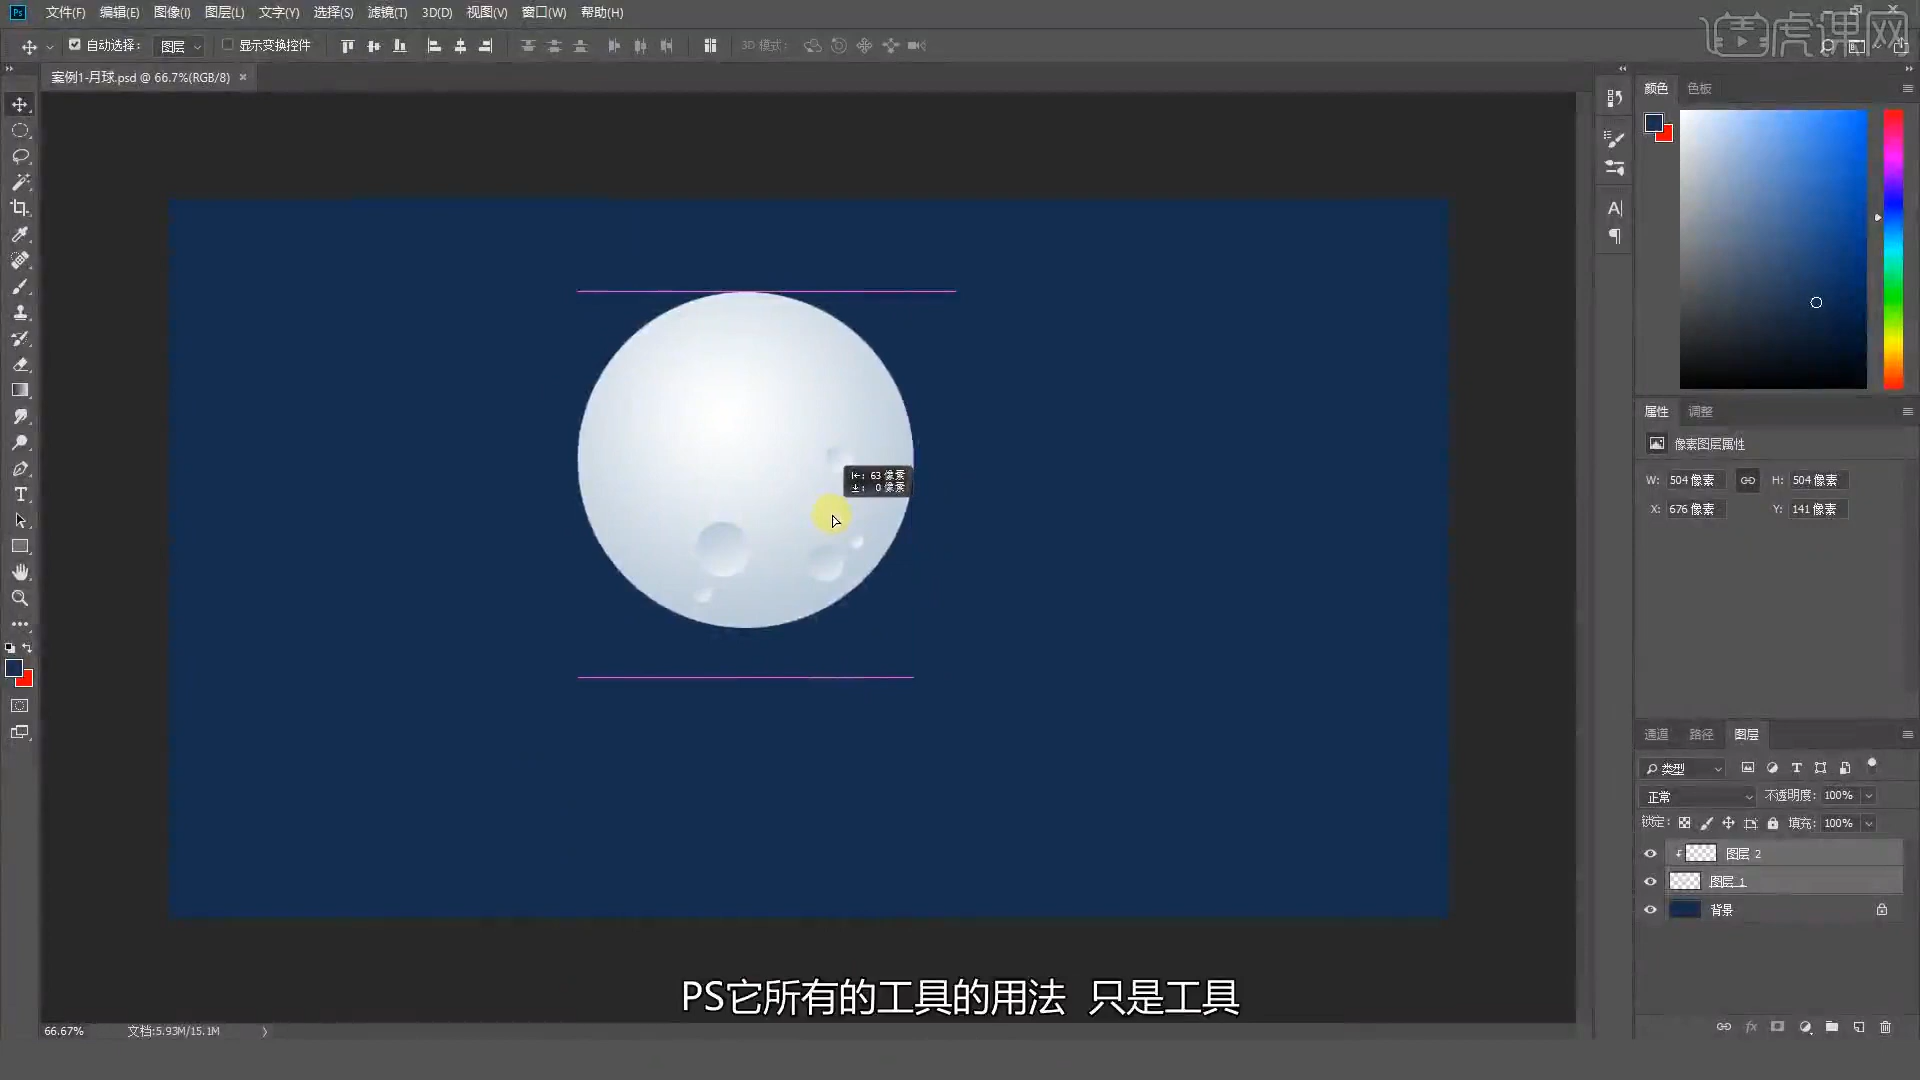 Ps 文件(F) 编辑(E) 图像(I) 图层(L) 文字(Y) 选择(S) 滤镜(T) 3D(D) 视图(V) 窗口(W) 帮助(H)
虎课网
自动选择： 图层 显示变换控件 3D 模式：
案例1-月球.psd @ 66.7%(RGB/8) ×
颜色 色板
属性 调整
像素图层属性
W: 504 像素 H: 504 像素
X: 676 像素 Y: 141 像素
63 像素
0 像素
通道 路径 图层
类型
正常 不透明度: 100%
锁定: 填充: 100%
图层 2
图层 1
背景
PS它所有的工具的用法 只是工具
66.67% 文档:5.93M/15.1M